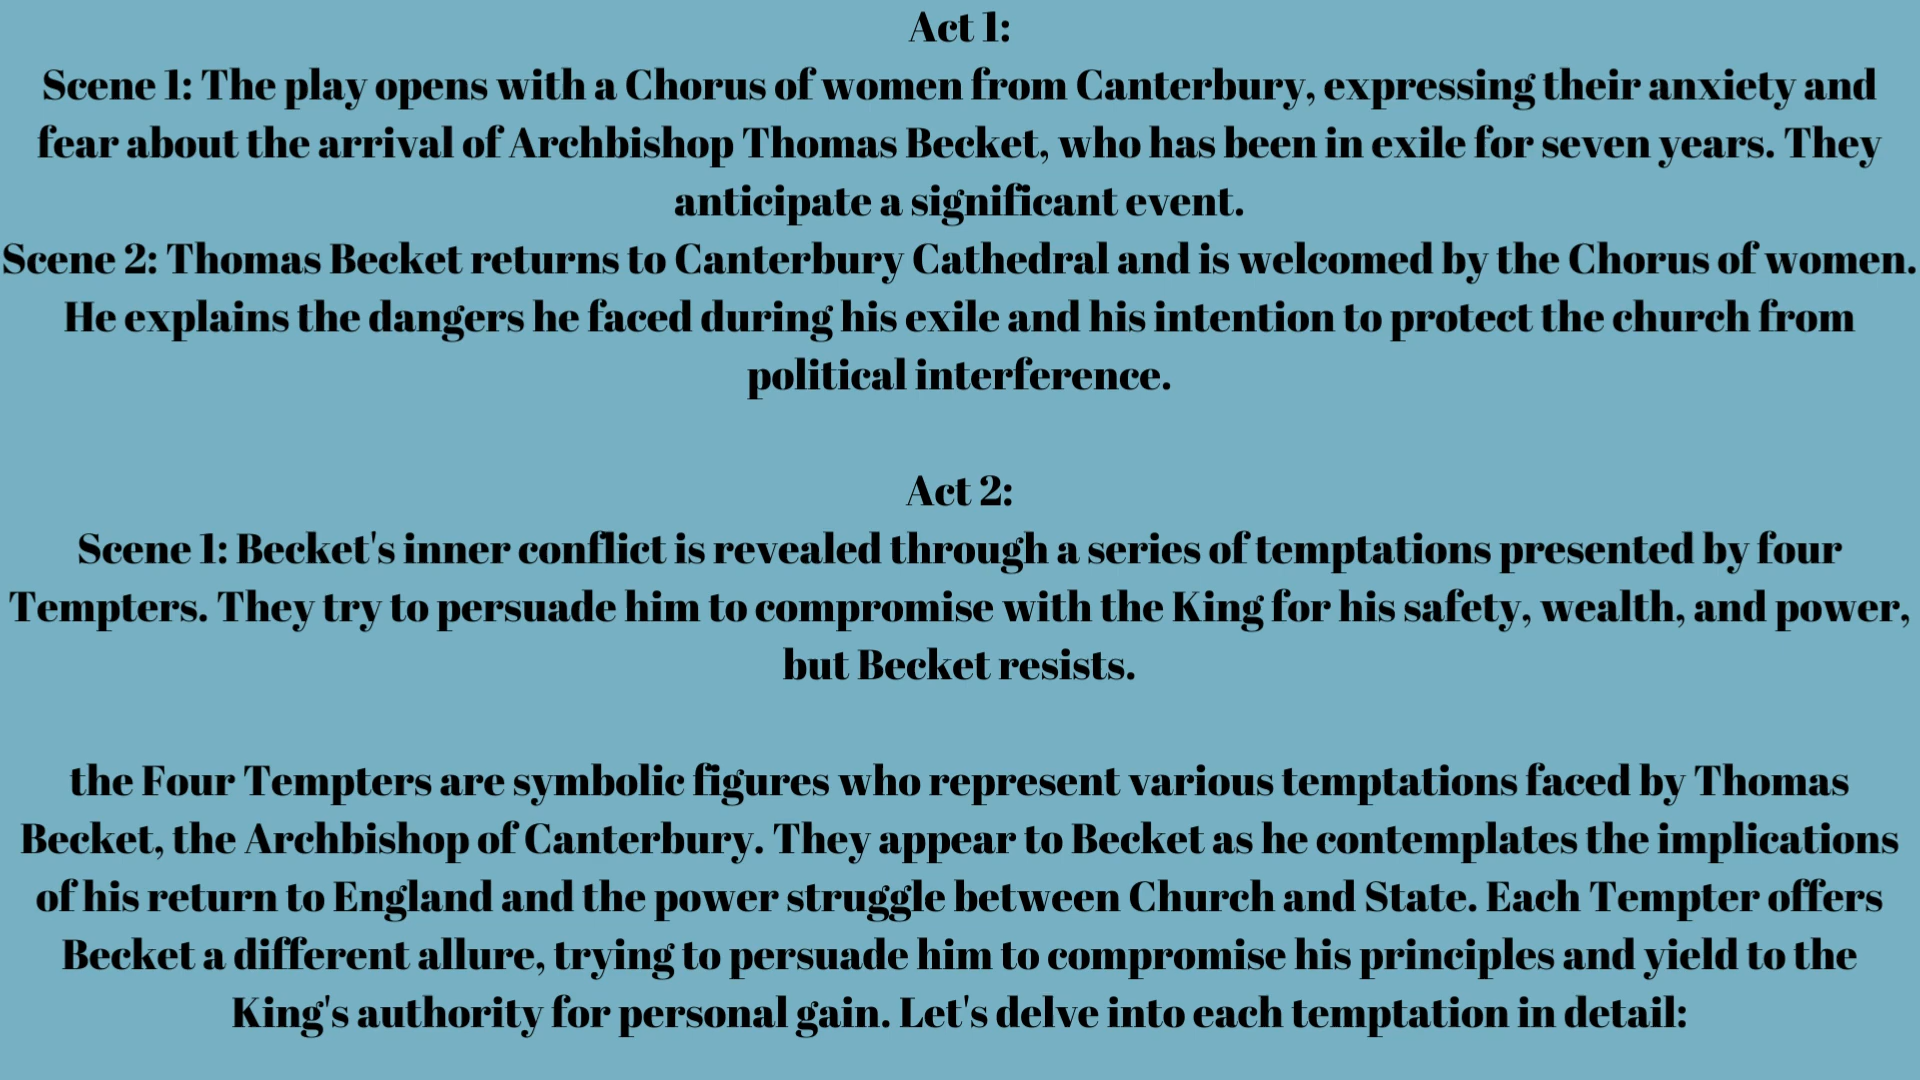 Act 1:
Scene 1: The play opens with a Chorus of women from Canterbury, expressing their anxiety and
fear about the arrival of Archbishop Thomas Becket, who has been in exile for seven years. They
anticipate a significant event.
Scene 2: Thomas Becket returns to Canterbury Cathedral and is welcomed by the Chorus of women.
He explains the dangers he faced during his exile and his intention to protect the church from
political interference.
Act 2:
Scene 1: Becket's inner conflict is revealed through a series of temptations presented by four
Tempters. They try to persuade him to compromise with the King for his safety, wealth, and power,
but Becket resists.
the Four Tempters are symbolic figures who represent various temptations faced by Thomas
Becket, the Archbishop of Canterbury. They appear to Becket as he contemplates the implications
of his return to England and the power struggle between Church and State. Each Tempter offers
Becket a different allure, trying to persuade him to compromise his principles and yield to the
King's authority for personal gain. Let's delve into each temptation in detail: